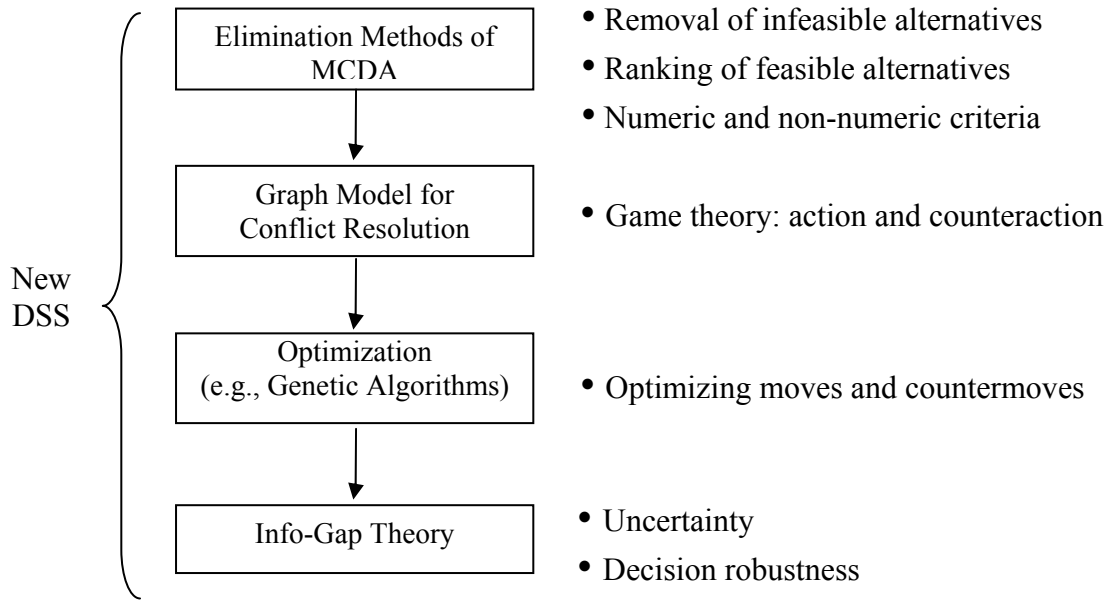 Elimination Methods of
MCDA
• Removal of infeasible alternatives
• Ranking of feasible alternatives
• Numeric and non-numeric criteria
Graph Model for
Conflict Resolution
• Game theory: action and counteraction
New
DSS
Optimization
(e.g., Genetic Algorithms)
• Optimizing moves and countermoves
Info-Gap Theory
• Uncertainty
• Decision robustness